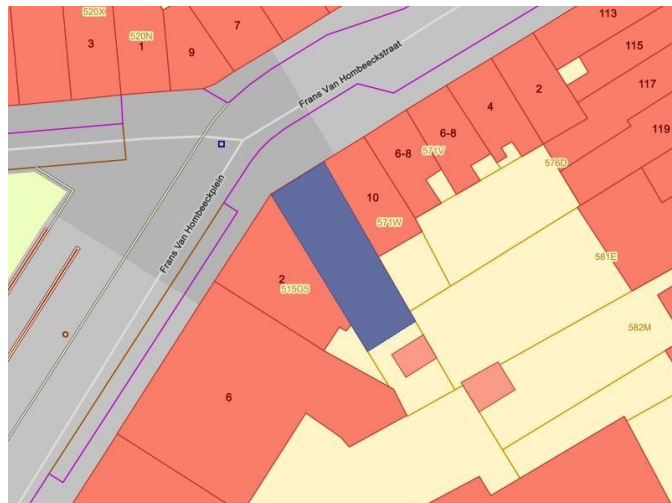 520X
3
520N
1
9
7
Frans Van Hombeeckstraat
113
115
117
119
2
4
6-8
6-8
571V
576D
10
571W
Frans Van Hombeeckplein
2
515G5
581E
582M
6